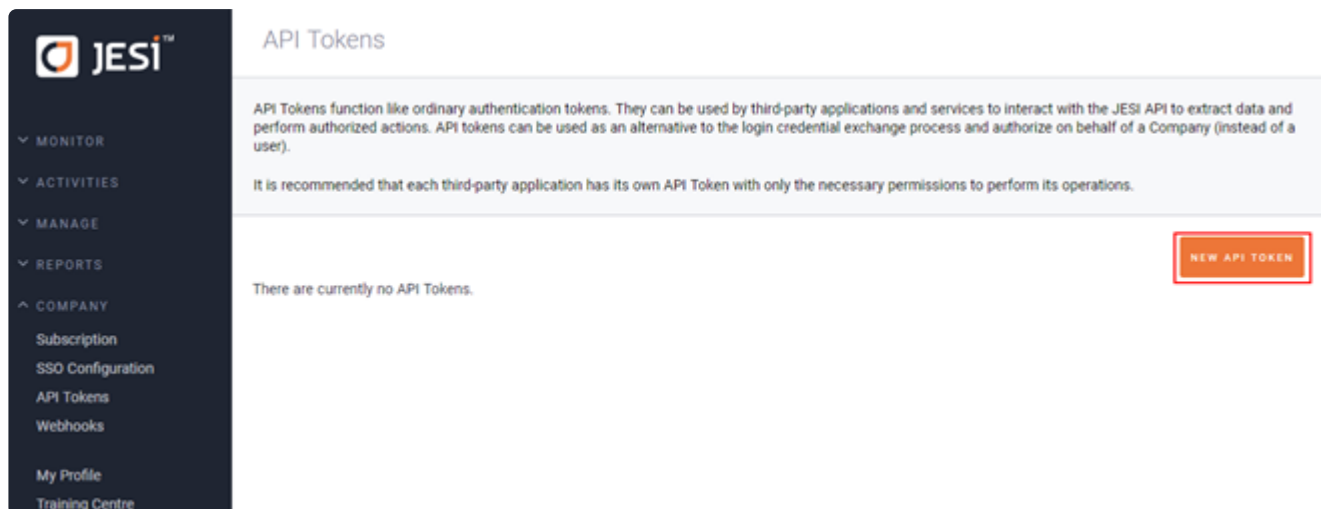 JESI™
MONITOR
ACTIVITIES
MANAGE
REPORTS
COMPANY
Subscription
SSO Configuration
API Tokens
Webhooks
My Profile
Training Centre
API Tokens
API Tokens function like ordinary authentication tokens. They can be used by third-party applications and services to interact with the JESI API to extract data and
perform authorized actions. API tokens can be used as an alternative to the login credential exchange process and authorize on behalf of a Company (instead of a
user).
It is recommended that each third-party application has its own API Token with only the necessary permissions to perform its operations.
NEW API TOKEN
There are currently no API Tokens.